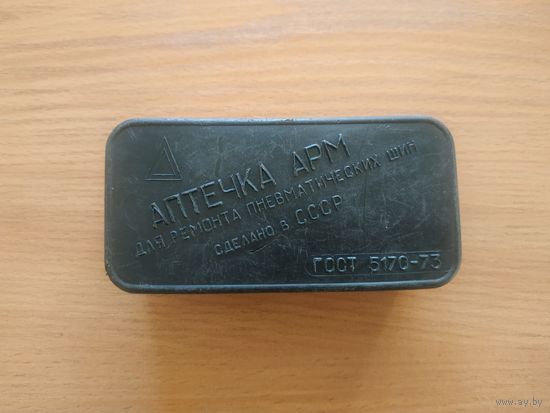 АПТЕЧКА АРМ
ДЛЯ РЕМОНТА ПНЕВМАТИЧЕСКИХ ШИН
СДЕЛАНО В СССР
ГОСТ 5170-73
www.ay.by